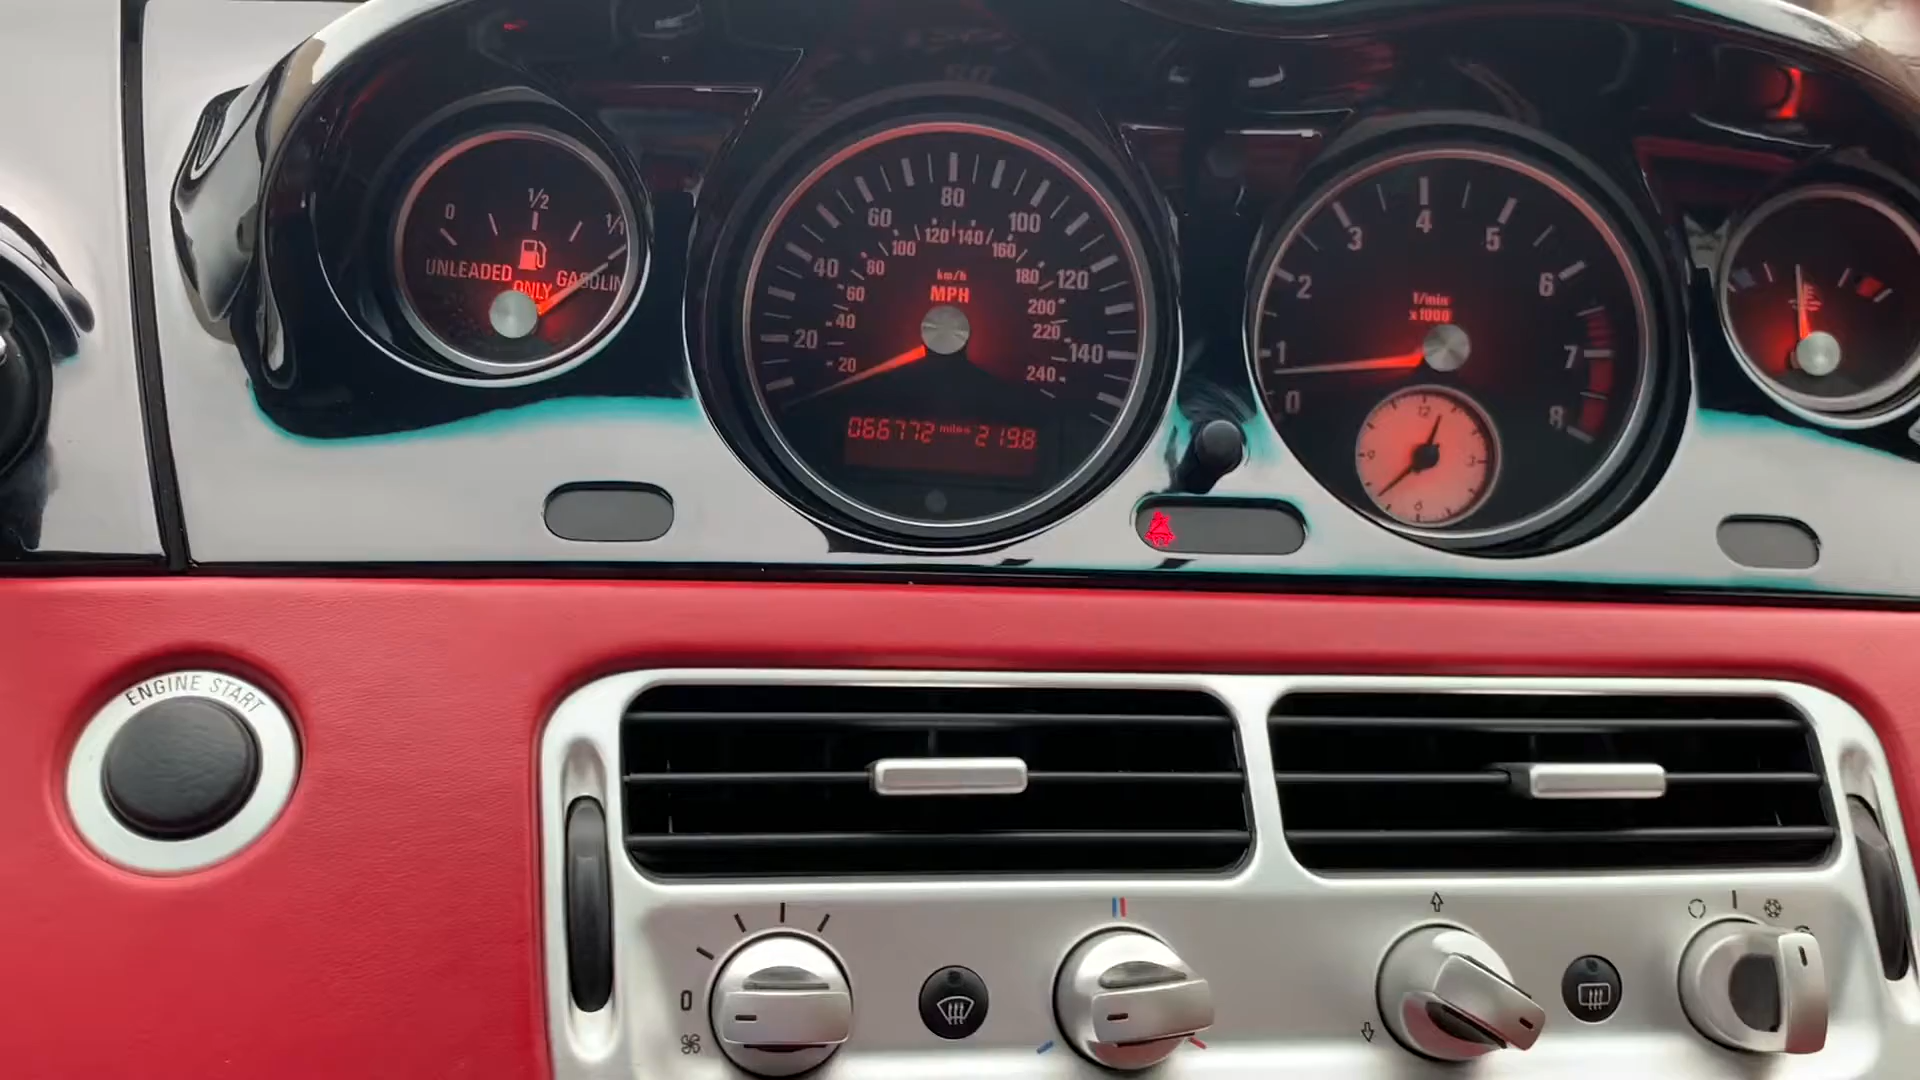 0 1/2 1/1
UNLEADED GASOLIN
ONLY
20 40 60 80 100 120 140
20 40 60 80 100 120 140 160 180 200 220 240
km/h
MPH
066772 miles 219.8
0 1 2 3 4 5 6 7 8
1/min
x1000
12
9 3
6
ENGINE START
0